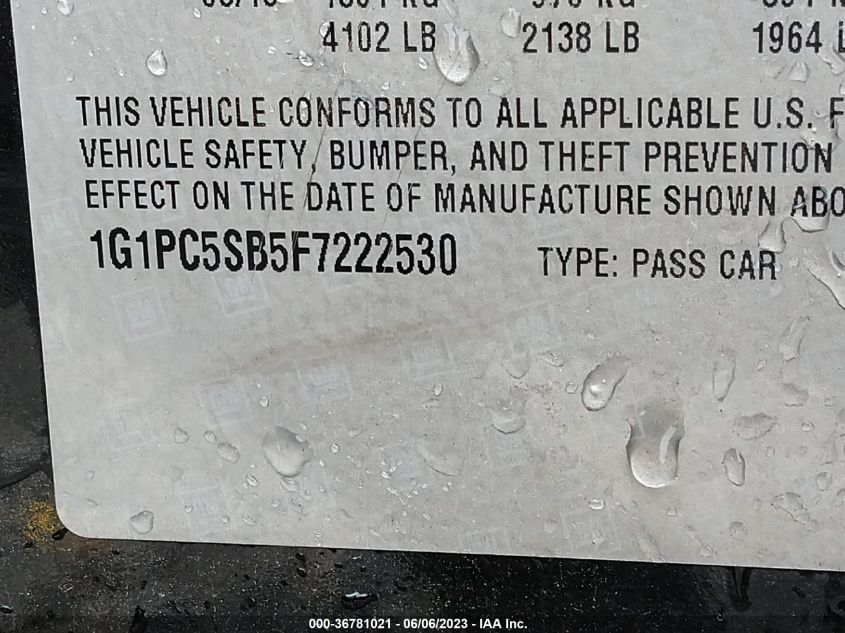 4102 LB 2138 LB 1964
THIS VEHICLE CONFORMS TO ALL APPLICABLE U.S. F
VEHICLE SAFETY, BUMPER, AND THEFT PREVENTION
EFFECT ON THE DATE OF MANUFACTURE SHOWN ABO
1G1PC5SB5F7222530 TYPE: PASS CAR
000-36781021 - 06/06/2023 - IAA Inc.